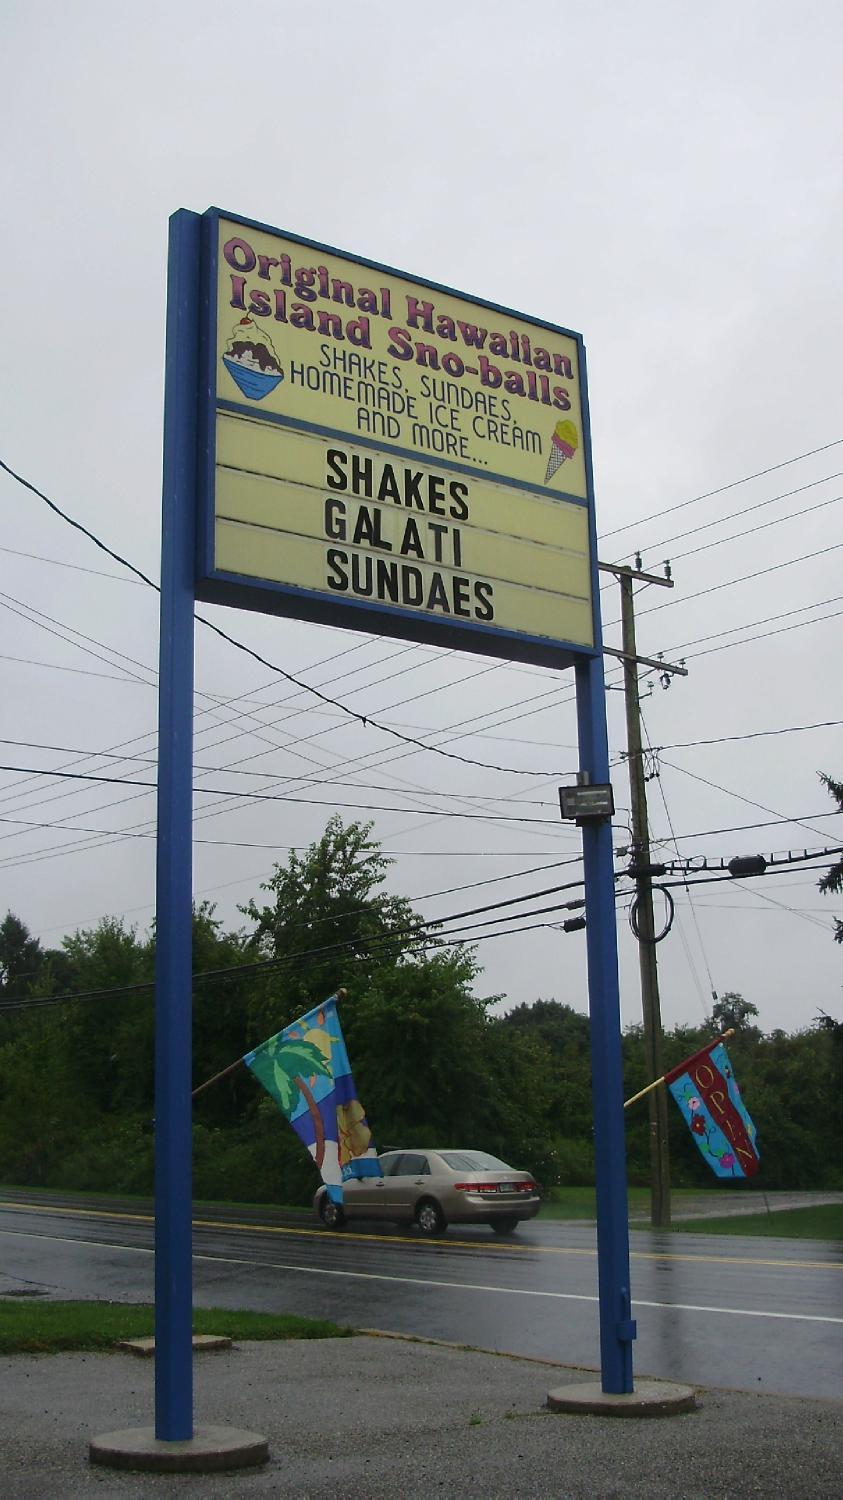 Original Hawaiian
Island Sno-balls
SHAKES, SUNDAES,
HOMEMADE ICE CREAM
AND MORE...
SHAKES
GALATI
SUNDAES
OPEN